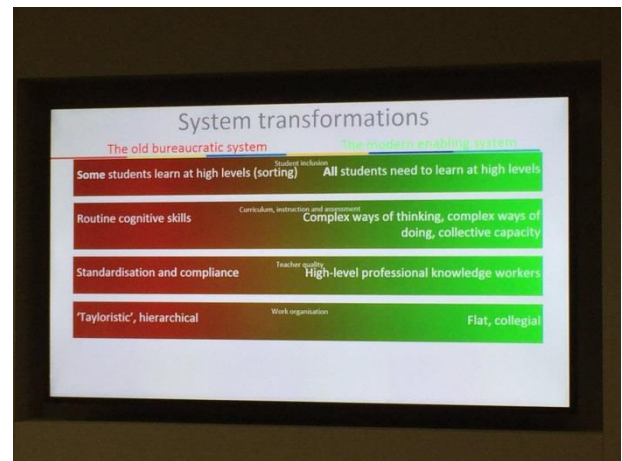 System transformations
The old bureaucratic system
The modern enabling system
Student inclusion
Some students learn at high levels (sorting)
All students need to learn at high levels
Curriculum, instruction and assessment
Routine cognitive skills
Complex ways of thinking, complex ways of
doing, collective capacity
Teacher quality
Standardisation and compliance
High-level professional knowledge workers
Work organisation
'Tayloristic', hierarchical
Flat, collegial